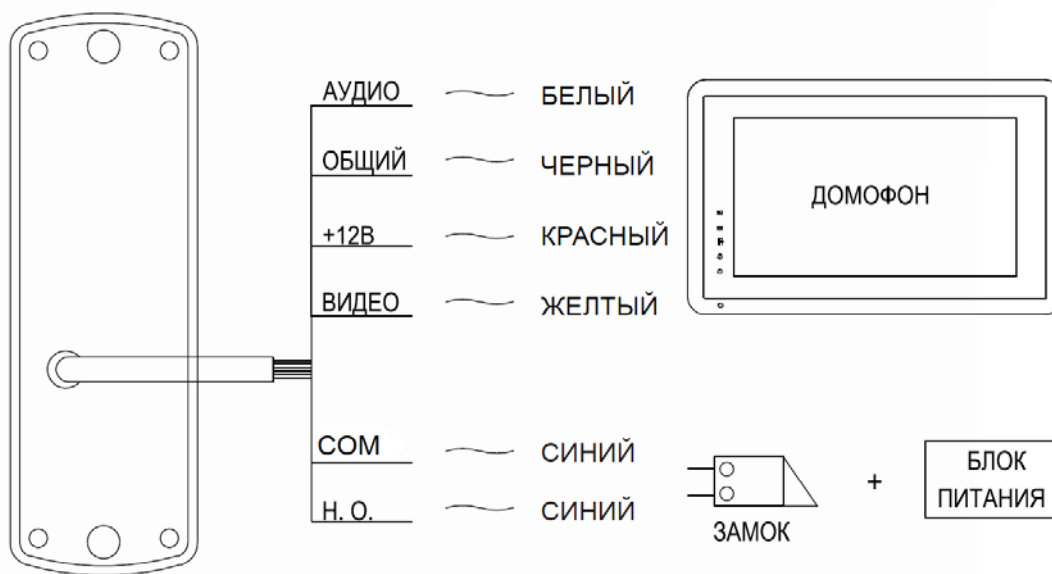 АУДИО БЕЛЫЙ
ОБЩИЙ ЧЕРНЫЙ
ДОМОФОН
+12В КРАСНЫЙ
ВИДЕО ЖЕЛТЫЙ
COM СИНИЙ
Н. О. СИНИЙ
ЗАМОК
+
БЛОК
ПИТАНИЯ